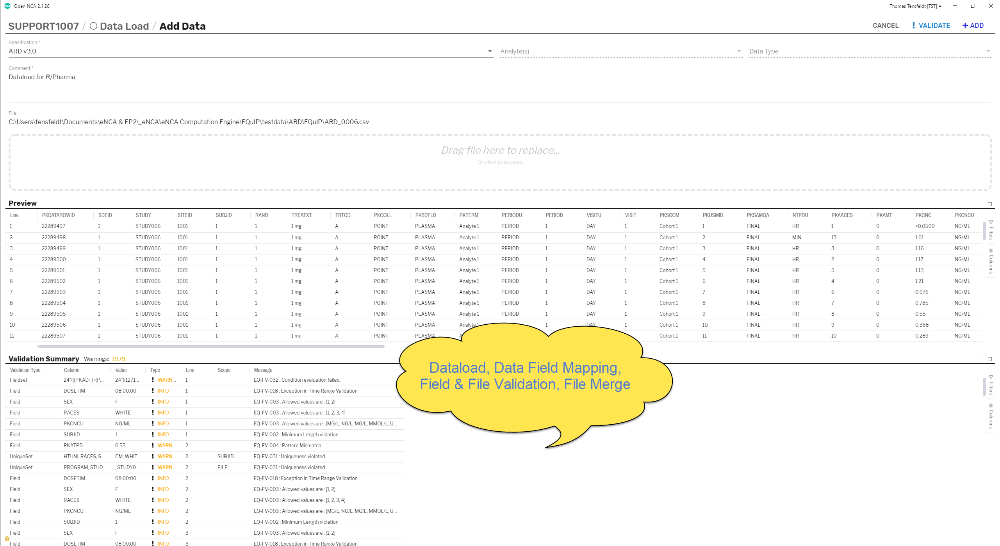 Open NCA 2.1.28
Thomas Tensfeldt [TST]
SUPPORT1007 / Data Load / Add Data
CANCEL ! VALIDATE + ADD
Specification *
ARD v3.0
Analyte(s)
Data Type
Comment *
Dataload for R/Pharma
File
C:\Users\tensfeldt\Documents\eNCA & EP2\_eNCA\eNCA Computation Engine\EQuIP\testdata\ARD\EQuIP\ARD_0006.csv
Drag file here to replace...
Or click to browse.
Preview
Line PKDATAROWID SDEID STUDY SITEID SUBJID RAND TREATXT TRTCD PKCOLL PKBDFLD PKTERM PERIODU PERIOD VISITU VISIT PKSCOM PKUSMID PKSAMQA NTPDU PKAACES PKAMT PKCNC PKCNCU
1 22289497 1 STUDY006 1001 1 1 1 mg A POINT PLASMA Analyte 1 PERIOD 1 DAY 1 Cohort 1 1 FINAL HR 1 0 <0.0500 NG/ML
2 22289498 1 STUDY006 1001 1 1 1 mg A POINT PLASMA Analyte 1 PERIOD 1 DAY 1 Cohort 1 2 FINAL MIN 13 0 1.01 NG/ML
3 22289499 1 STUDY006 1001 1 1 1 mg A POINT PLASMA Analyte 1 PERIOD 1 DAY 1 Cohort 1 3 FINAL HR 3 0 1.16 NG/ML
4 22289500 1 STUDY006 1001 1 1 1 mg A POINT PLASMA Analyte 1 PERIOD 1 DAY 1 Cohort 1 4 FINAL HR 2 0 1.17 NG/ML
5 22289501 1 STUDY006 1001 1 1 1 mg A POINT PLASMA Analyte 1 PERIOD 1 DAY 1 Cohort 1 5 FINAL HR 5 0 1.13 NG/ML
6 22289502 1 STUDY006 1001 1 1 1 mg A POINT PLASMA Analyte 1 PERIOD 1 DAY 1 Cohort 1 6 FINAL HR 4 0 1.21 NG/ML
7 22289503 1 STUDY006 1001 1 1 1 mg A POINT PLASMA Analyte 1 PERIOD 1 DAY 1 Cohort 1 7 FINAL HR 6 0 0.976 NG/ML
8 22289504 1 STUDY006 1001 1 1 1 mg A POINT PLASMA Analyte 1 PERIOD 1 DAY 1 Cohort 1 8 FINAL HR 7 0 0.785 NG/ML
9 22289505 1 STUDY006 1001 1 1 1 mg A POINT PLASMA Analyte 1 PERIOD 1 DAY 1 Cohort 1 9 FINAL HR 8 0 0.55 NG/ML
10 22289506 1 STUDY006 1001 1 1 1 mg A POINT PLASMA Analyte 1 1 DAY 1 Cohort 1 10 FINAL HR 9 0 0.368 NG/ML
11 22289507 1 STUDY006 1001 1 1 1 mg A POINT PLASMA Cohort 1 11 FINAL HR 10 0 0.289 NG/ML
Filters
Columns
Validation Summary Warnings: 1979
Validation Type Column Value Type Line Scope Message
Fieldset 24*(({PKADT}+{P... 24*((1271... ! WARN... 1 EQ-FV-032 : Condition evaluation failed.
Field DOSETIM 08:00:00 ! INFO 1 EQ-FV-018 : Exception in Time Range Validation
Field SEX F ! INFO 1 EQ-FV-003 : Allowed values are : [1, 2]
Field RACES WHITE ! INFO 1 EQ-FV-003 : Allowed values are : [1, 2, 3, 4]
Field PKCNCU NG/ML ! INFO 1 EQ-FV-003 : Allowed values are : [MG/L, NG/L, MG/L, MMOL/L, U...
Field SUBJID 1 ! INFO 1 EQ-FV-002 : Minimum Length violation
Field PKATPD 0.55 ! WARN... 2 EQ-FV-004 : Pattern Mismatch
UniqueSet HTUNI, RACES, S... CM, WHIT... ! WARN... 2 SUBJID EQ-FV-031 : Uniqueness violated
UniqueSet PROGRAM, STUD... , STUDY0... ! WARN... 2 FILE EQ-FV-031 : Uniqueness violated
Field DOSETIM 08:00:00 ! INFO 2 EQ-FV-018 : Exception in Time Range Validation
Field SEX F ! INFO 2 EQ-FV-003 : Allowed values are : [1, 2]
Field RACES WHITE ! INFO 2 EQ-FV-003 : Allowed values are : [1, 2, 3, 4]
Field PKCNCU NG/ML ! INFO 2 EQ-FV-003 : Allowed values are : [MG/L, NG/L, MG/L, MMOL/L, U...
Field SUBJID 1 ! INFO 2 EQ-FV-002 : Minimum Length violation
Field SEX F ! INFO 3 EQ-FV-003 : Allowed values are : [1, 2]
Field DOSETIM 08:00:00 ! INFO 3 EQ-FV-018 : Exception in Time Range Validation
Filters
Columns
Dataload, Data Field Mapping,
Field & File Validation, File Merge